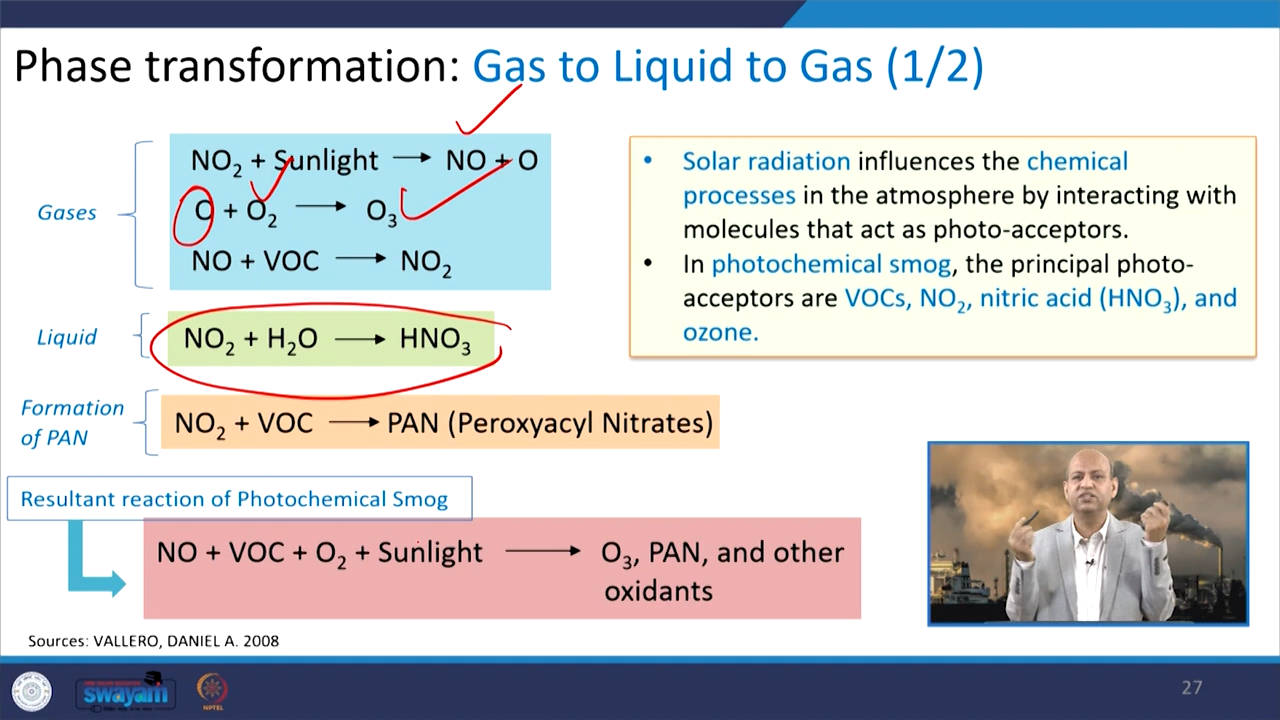 Phase transformation: Gas to Liquid to Gas (1/2)
Gases
NO₂ + Sunlight → NO + O
O + O₂ → O₃
NO + VOC → NO₂
Liquid
NO₂ + H₂O → HNO₃
Formation
of PAN
NO₂ + VOC → PAN (Peroxyacyl Nitrates)
Resultant reaction of Photochemical Smog
NO + VOC + O₂ + Sunlight → O₃, PAN, and other
oxidants
• Solar radiation influences the chemical
processes in the atmosphere by interacting with
molecules that act as photo-acceptors.
• In photochemical smog, the principal photo-
acceptors are VOCs, NO₂, nitric acid (HNO₃), and
ozone.
Sources: VALLERO, DANIEL A. 2008
swayam
NPTEL
27